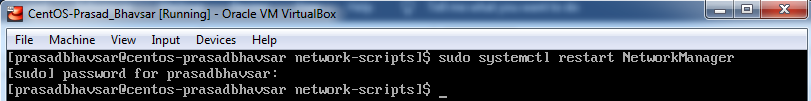 CentOS-Prasad_Bhavsar [Running] - Oracle VM VirtualBox
File Machine View Input Devices Help
[prasadbhavsar@centos-prasadbhavsar network-scripts]$ sudo systemctl restart NetworkManager
[sudo] password for prasadbhavsar:
[prasadbhavsar@centos-prasadbhavsar network-scripts]$ _